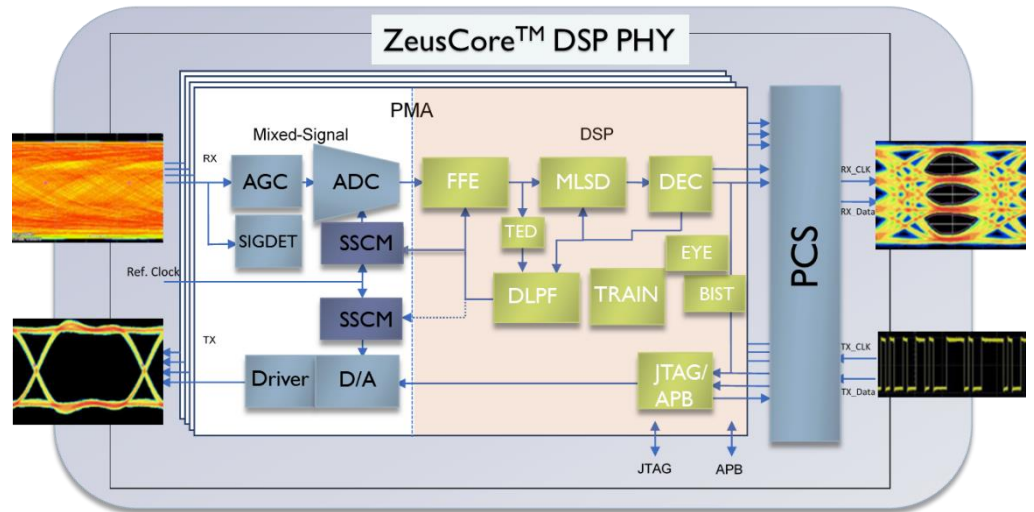 ZeusCore™ DSP PHY
PMA
Mixed-Signal
DSP
RX
AGC
ADC
FFE
MLSD
DEC
SIGDET
SSCM
TED
EYE
Ref. Clock
DLPF
TRAIN
BIST
SSCM
TX
Driver
D/A
JTAG/
APB
JTAG
APB
PCS
RX_CLK
RX_Data
TX_CLK
TX_Data